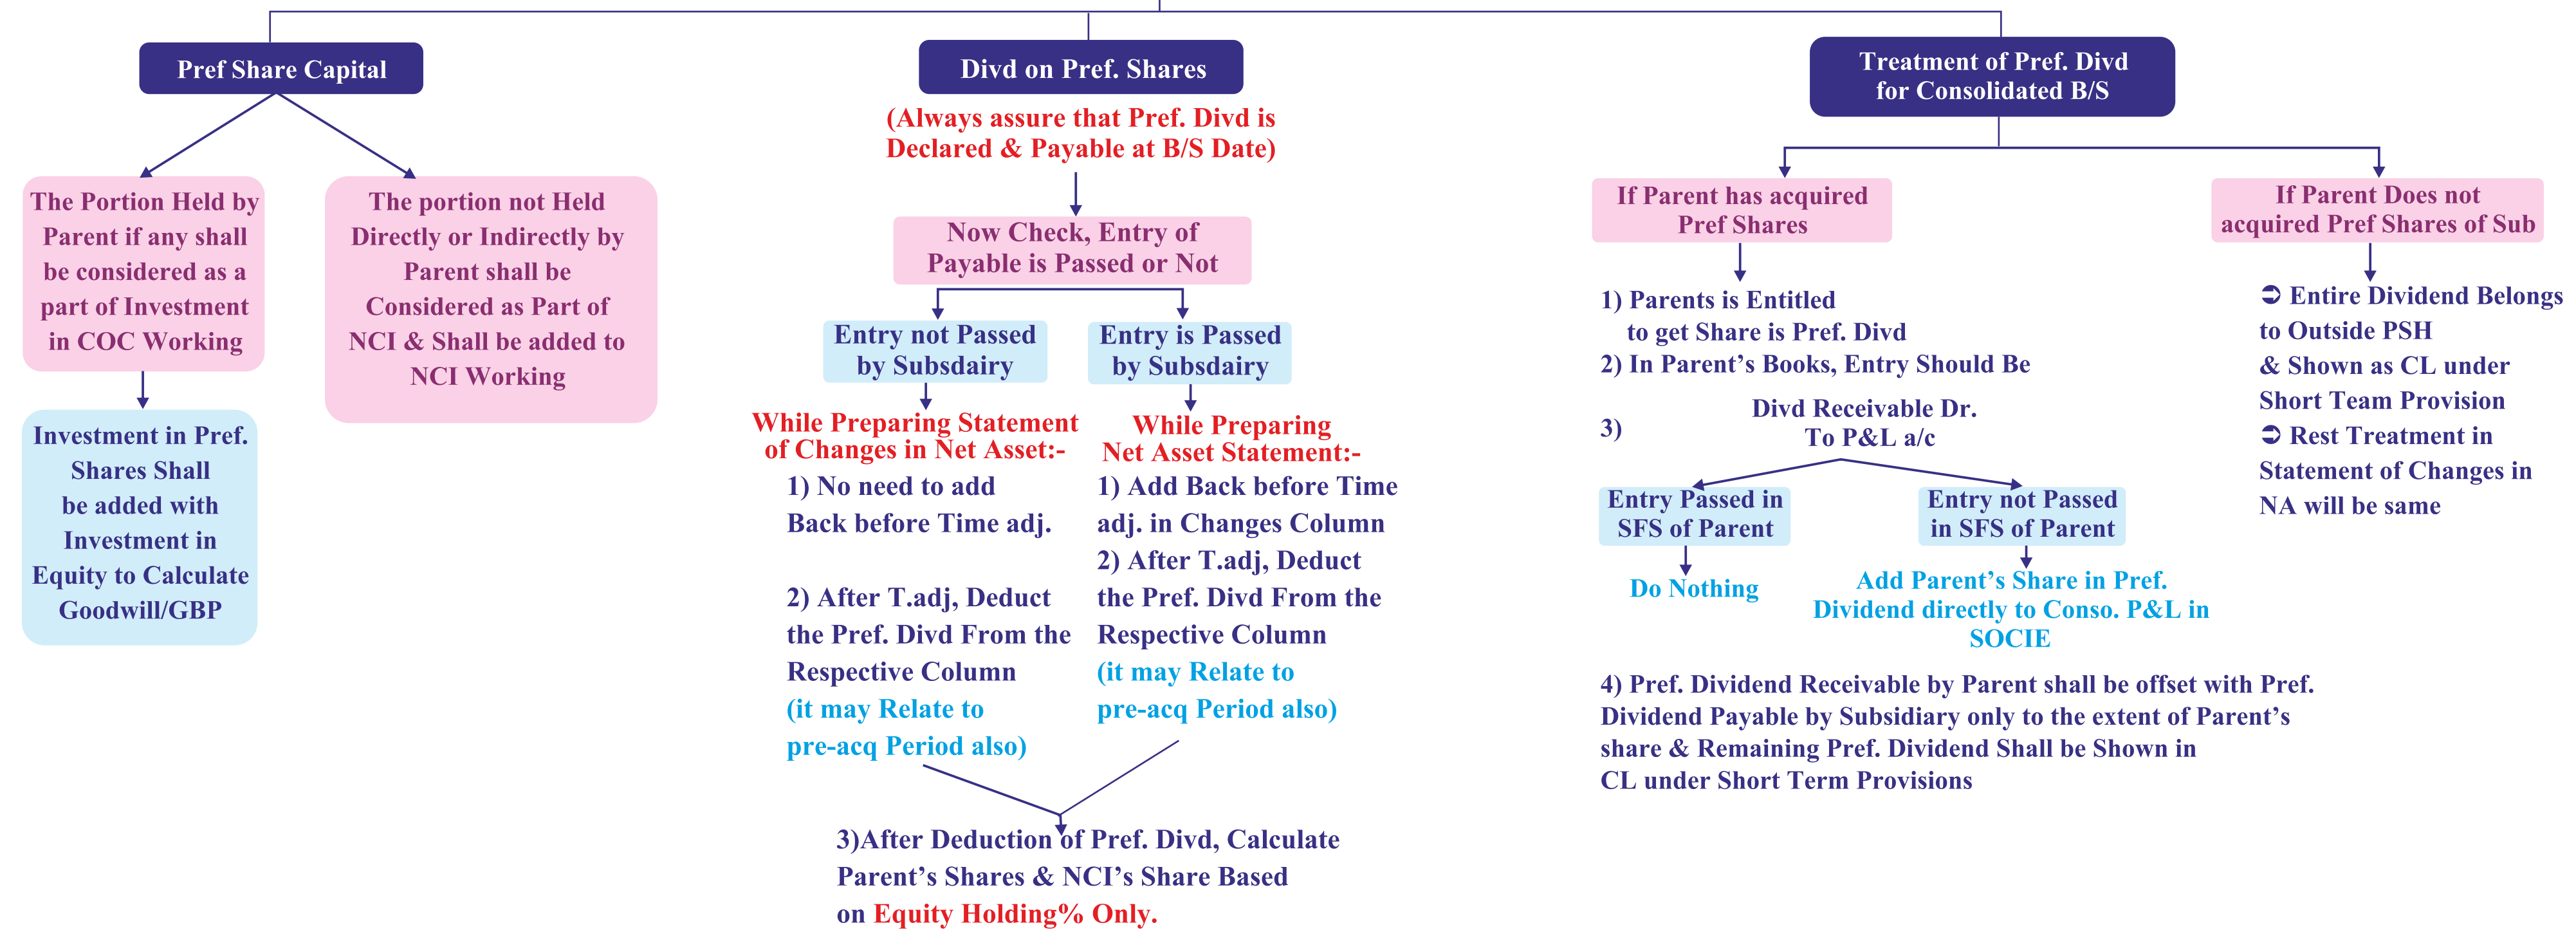 Pref Share Capital
The Portion Held by
Parent if any shall
be considered as a
part of Investment
in COC Working
Investment in Pref.
Shares Shall
be added with
Investment in
Equity to Calculate
Goodwill/GBP
The portion not Held
Directly or Indirectly by
Parent shall be
Considered as Part of
NCI & Shall be added to
NCI Working
Divd on Pref. Shares
(Always assure that Pref. Divd is
Declared & Payable at B/S Date)
Now Check, Entry of
Payable is Passed or Not
Entry not Passed
by Subsdairy
While Preparing Statement
of Changes in Net Asset:-
1) No need to add
Back before Time adj.
2) After T.adj, Deduct
the Pref. Divd From the
Respective Column
(it may Relate to
pre-acq Period also)
Entry is Passed
by Subsdairy
While Preparing
Net Asset Statement:-
1) Add Back before Time
adj. in Changes Column
2) After T.adj, Deduct
the Pref. Divd From the
Respective Column
(it may Relate to
pre-acq Period also)
3)After Deduction of Pref. Divd, Calculate
Parent's Shares & NCI's Share Based
on Equity Holding% Only.
Treatment of Pref. Divd
for Consolidated B/S
If Parent has acquired
Pref Shares
1) Parents is Entitled
to get Share is Pref. Divd
2) In Parent's Books, Entry Should Be
3)
Divd Receivable Dr.
To P&L a/c
Entry Passed in
SFS of Parent
Do Nothing
Entry not Passed
in SFS of Parent
Add Parent's Share in Pref.
Dividend directly to Conso. P&L in
SOCIE
4) Pref. Dividend Receivable by Parent shall be offset with Pref.
Dividend Payable by Subsidiary only to the extent of Parent's
share & Remaining Pref. Dividend Shall be Shown in
CL under Short Term Provisions
If Parent Does not
acquired Pref Shares of Sub
➲ Entire Dividend Belongs
to Outside PSH
& Shown as CL under
Short Team Provision
➲ Rest Treatment in
Statement of Changes in
NA will be same